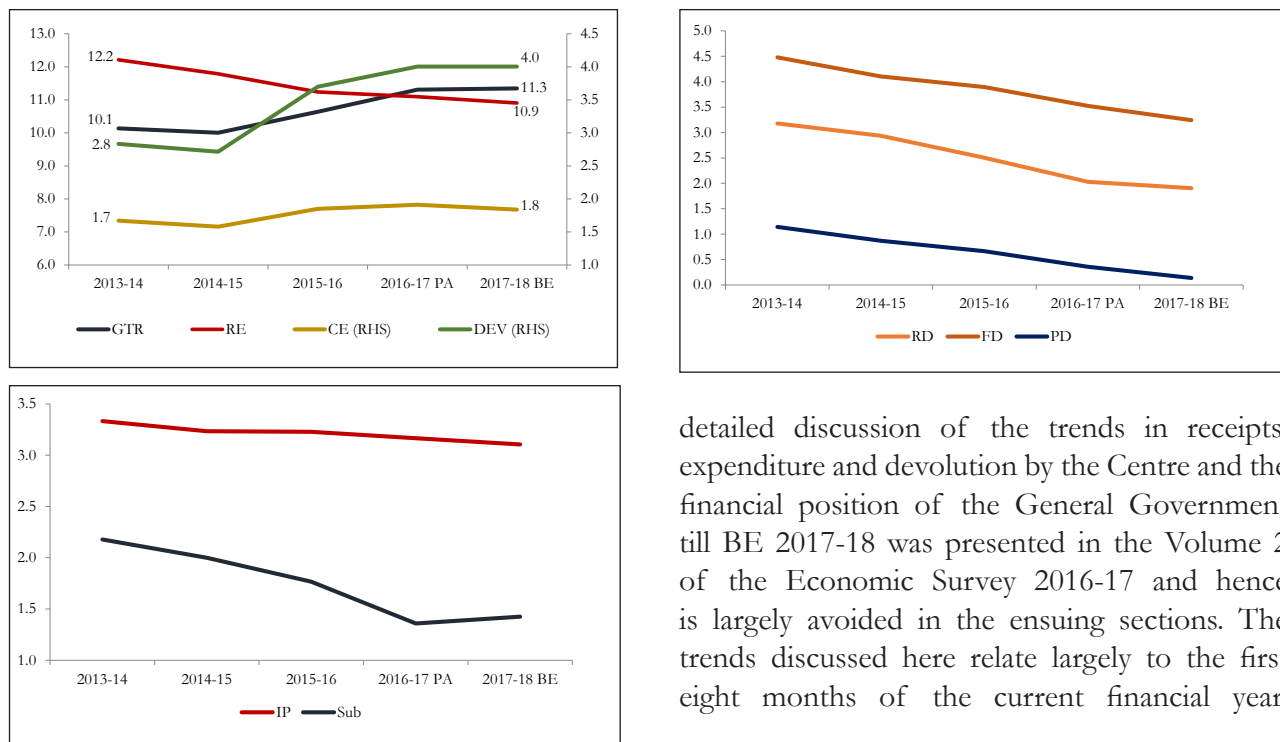 13.0
12.0
11.0
10.0
9.0
8.0
7.0
6.0
4.5
4.0
3.5
3.0
2.5
2.0
1.5
1.0
12.2
10.1
2.8
1.7
4.0
11.3
10.9
1.8
2013-14 2014-15 2015-16 2016-17 PA 2017-18 BE
GTR RE CE (RHS) DEV (RHS)
5.0
4.5
4.0
3.5
3.0
2.5
2.0
1.5
1.0
0.5
0.0
2013-14 2014-15 2015-16 2016-17 PA 2017-18 BE
RD FD PD
3.5
3.0
2.5
2.0
1.5
1.0
2013-14 2014-15 2015-16 2016-17 PA 2017-18 BE
IP Sub
detailed discussion of the trends in receipts
expenditure and devolution by the Centre and the
financial position of the General Governmen
till BE 2017-18 was presented in the Volume 2
of the Economic Survey 2016-17 and hence
is largely avoided in the ensuing sections. The
trends discussed here relate largely to the firs
eight months of the current financial year